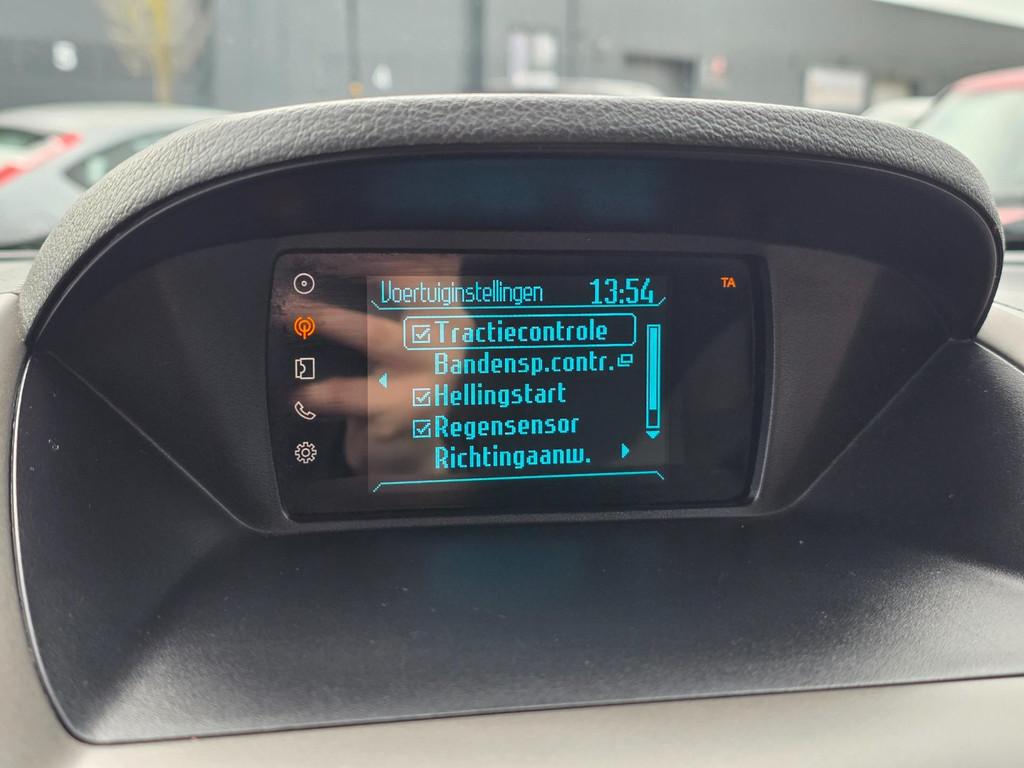 Voertuiginstellingen 13:54
TA
Tractiecontrole
Bandensp.contr.
Hellingstart
Regensensor
Richtingaanw.